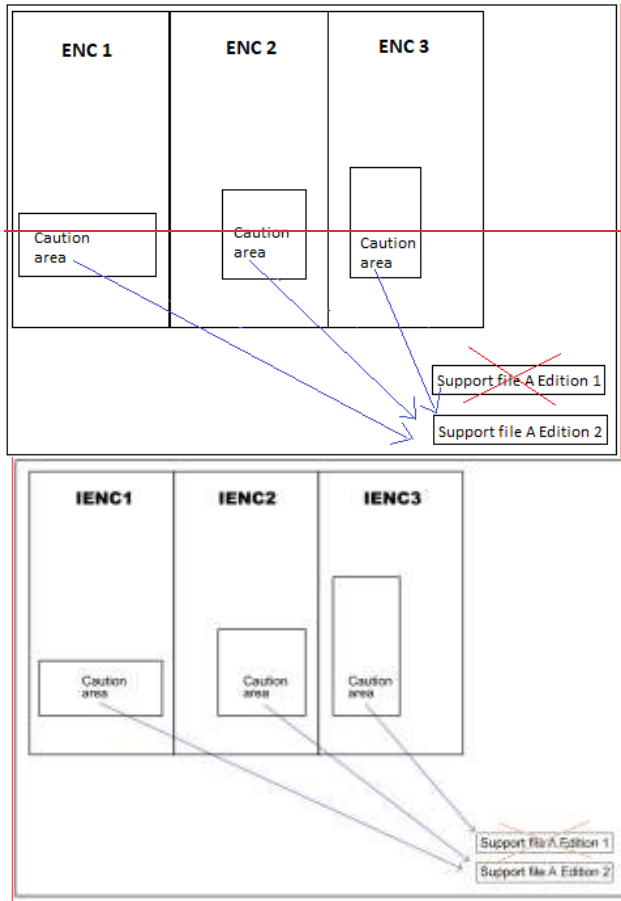 ENC 1
ENC 2
ENC 3
Caution
area
Caution
area
Caution
area
Support file A Edition 1
Support file A Edition 2
IENC1
IENC2
IENC3
Caution
area
Caution
area
Caution
area
Support file A Edition 1
Support file A Edition 2